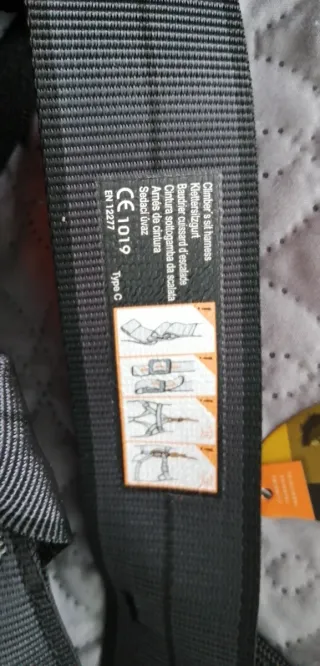 Climber's sit harness
Klettersitzgurt
Baudrier cuissard d'escalade
Cintura sottogamba da scalata
Arnés de cintura
Sedací úvaz
CE 1019
EN 12277 Type C